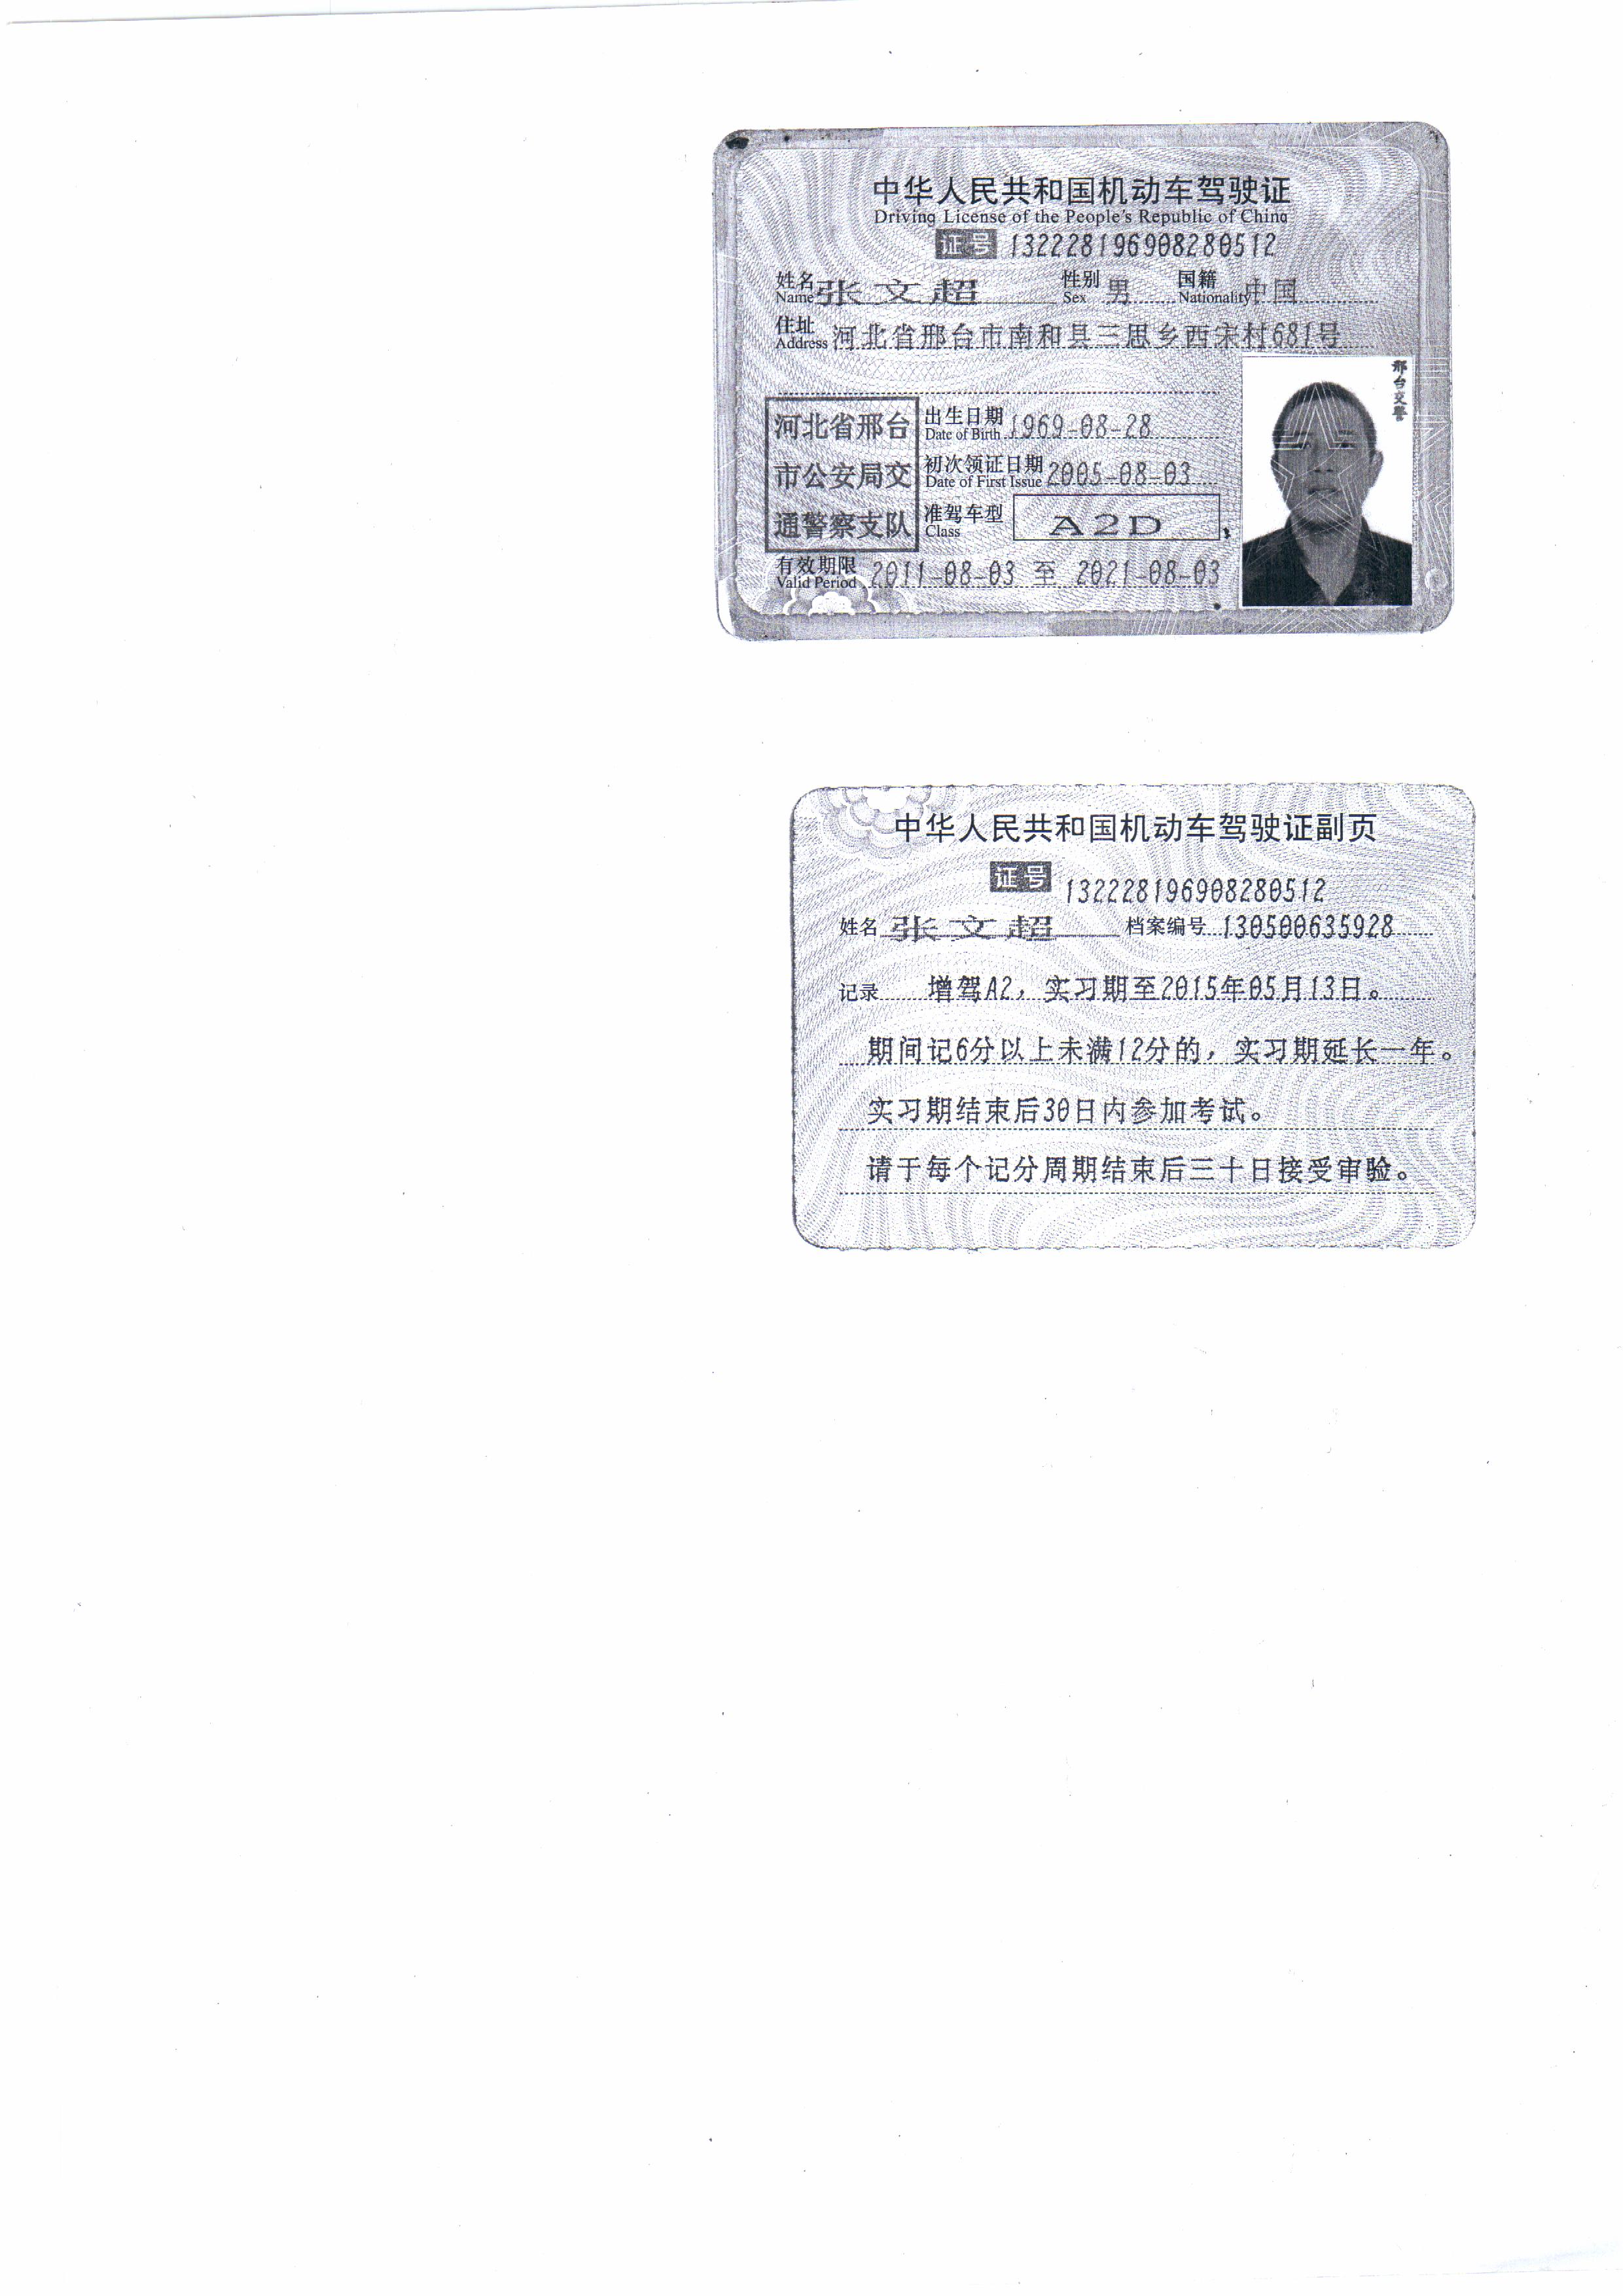 中华人民共和国机动车驾驶证
Driving License of the People's Republic of China
证号 132228196908280512
姓名 Name 张文超 性别 Sex 男 国籍 Nationality 中国
住址 Address 河北省邢台市南和县三思乡西宋村681号
邢台交警
河北省邢台
市公安局交
通警察支队
出生日期 Date of Birth 1969-08-28
初次领证日期 Date of First Issue 2005-08-03
准驾车型 Class A2D
有效期限 Valid Period 2011-08-03 至 2021-08-03
中华人民共和国机动车驾驶证副页
证号 132228196908280512
姓名 张文超 档案编号 130500635928
记录 增驾A2，实习期至2015年05月13日。
期间记6分以上未满12分的，实习期延长一年。
实习期结束后30日内参加考试。
请于每个记分周期结束后三十日接受审验。